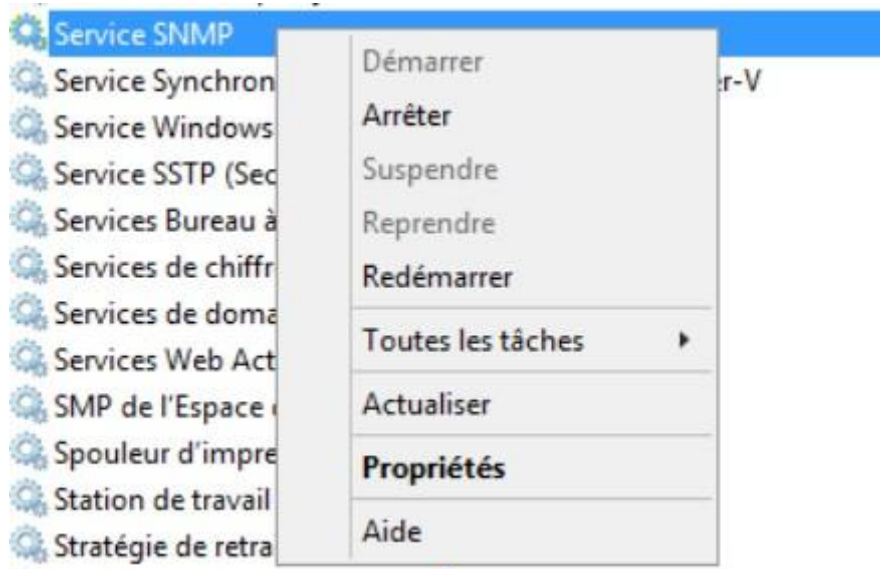 Service SNMP
Service Synchron
r-V
Service Windows
Service SSTP (Sec
Services Bureau à
Services de chiffr
Services de doma
Services Web Act
SMP de l'Espace
Spouleur d'impre
Station de travail
Stratégie de retra
Démarrer
Arrêter
Suspendre
Reprendre
Redémarrer
Toutes les tâches
Actualiser
Propriétés
Aide